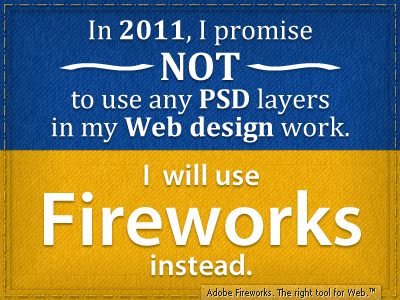 In 2011, I promise
NOT
to use any PSD layers
in my Web design work.
I will use
Fireworks
instead.
Adobe Fireworks. The right tool for Web.™